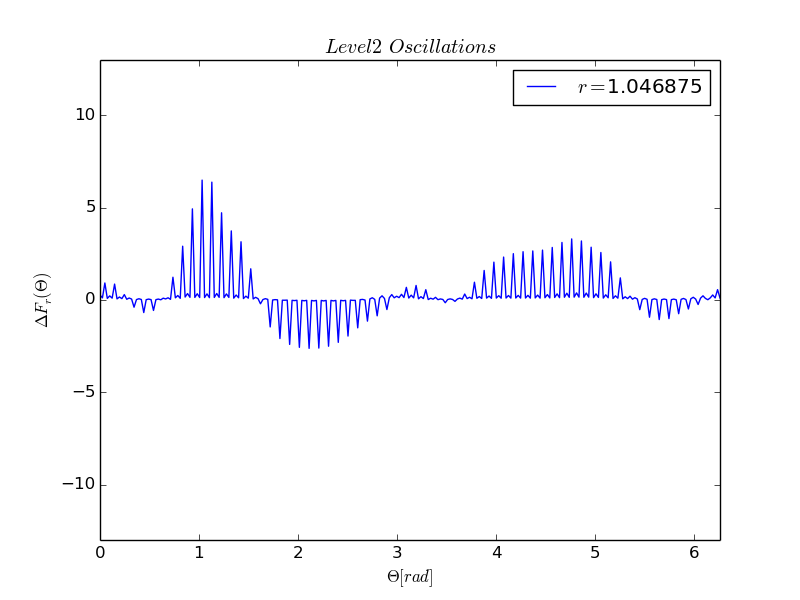 Level2 Oscillations
r=1.046875
ΔF_r(Θ)
10
5
0
−5
−10
0 1 2 3 4 5 6
Θ[rad]